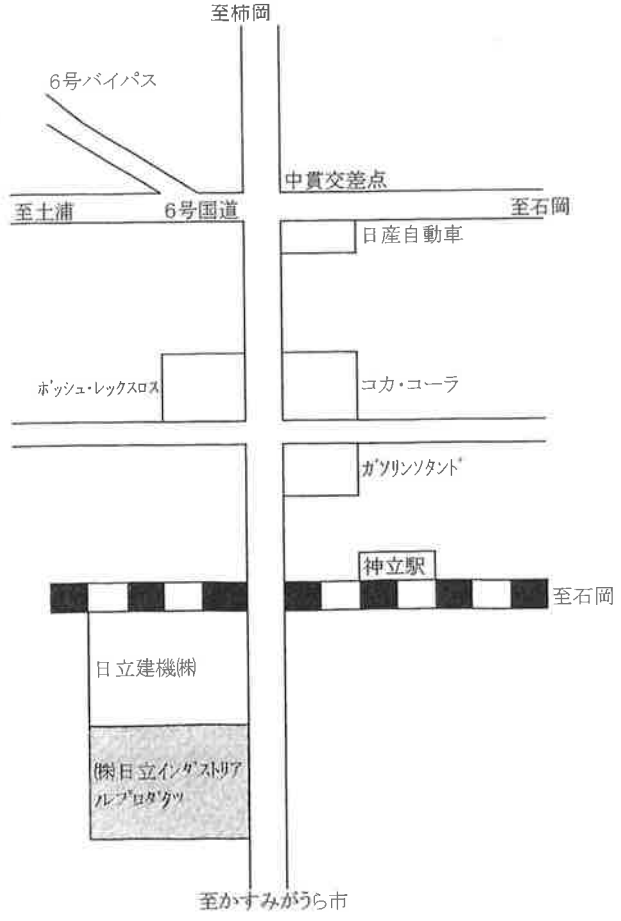 至柿岡
6号バイパス
中貫交差点
至土浦
6号国道
至石岡
日産自動車
ボッシュ・レックスロス
コカ・コーラ
ガソリンソタンド
神立駅
至石岡
日立建機㈱
㈱日立インダストリア
ルプロダクツ
至かすみがうら市